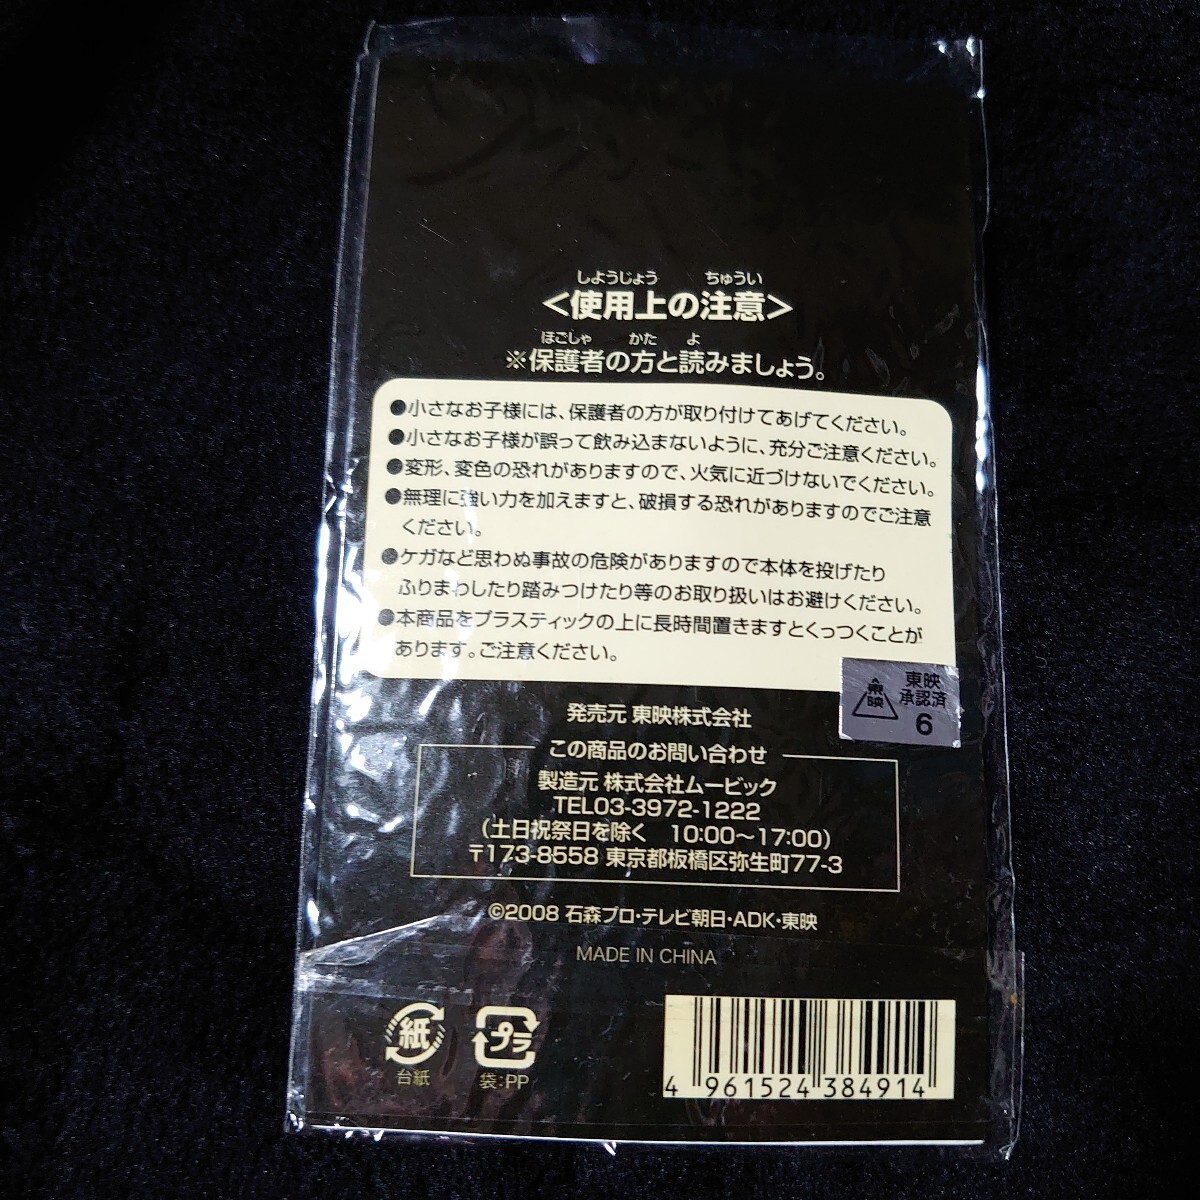 しようじょう ちゅうい
<使用上の注意>
ほごしゃ かた よ
※保護者の方と読みましょう。
●小さなお子様には、保護者の方が取り付けてあげてください。
●小さなお子様が誤って飲み込まないように、充分ご注意ください。
●変形、変色の恐れがありますので、火気に近づけないでください。
●無理に強い力を加えますと、破損する恐れがありますのでご注意
ください。
●ケガなど思わぬ事故の危険がありますので本体を投げたり
ふりまわしたり踏みつけたり等のお取り扱いはお避けください。
●本商品をプラスティックの上に長時間置きますとくっつくことが
あります。ご注意ください。
東映
東映
承認済
6
発売元 東映株式会社
この商品のお問い合わせ
製造元 株式会社ムービック
TEL03-3972-1222
(土日祝祭日を除く 10:00〜17:00)
〒173-8558 東京都板橋区弥生町77-3
©2008 石森プロ・テレビ朝日・ADK・東映
MADE IN CHINA
紙
台紙
プラ
袋:PP
4 961524 384914